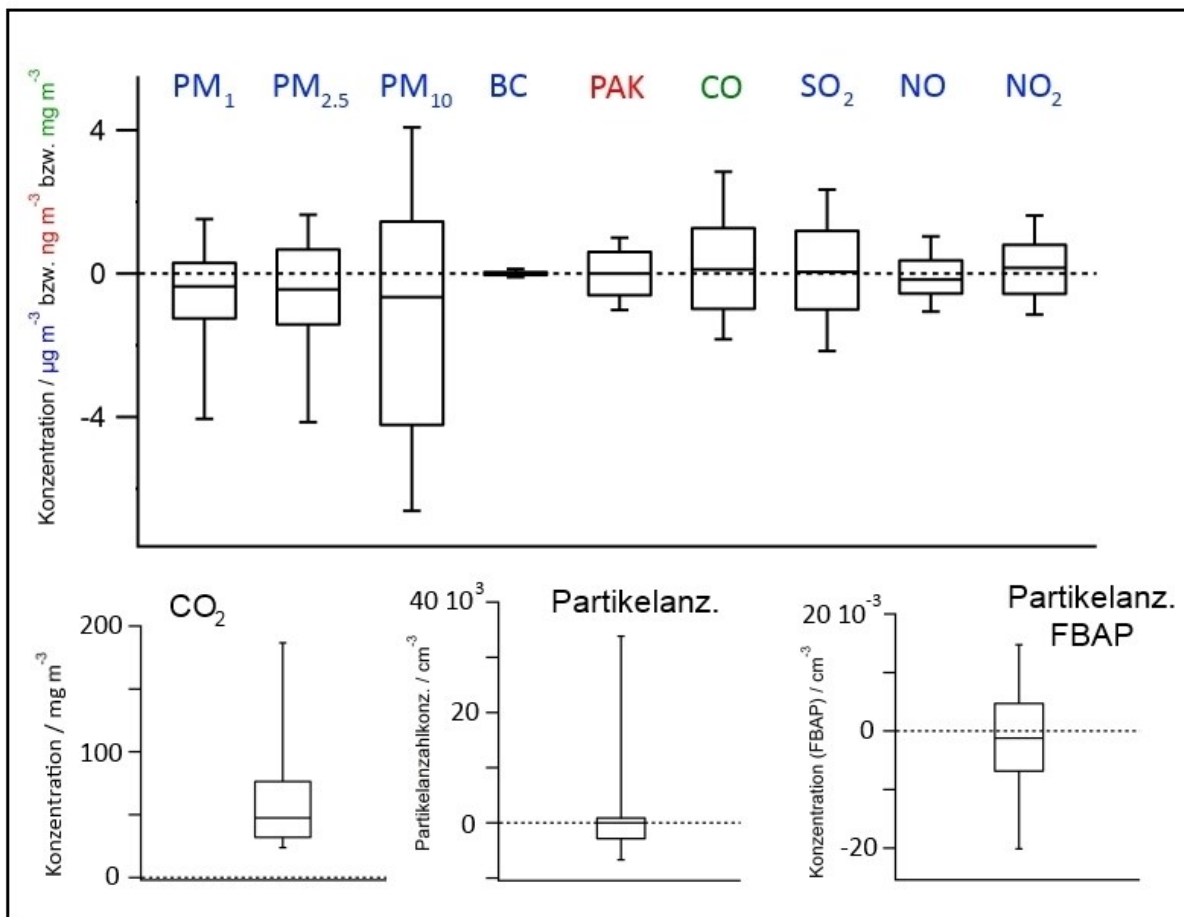 PM1 PM2.5 PM10 BC PAK CO SO2 NO NO2
Konzentration / µg m-3 bzw. ng m-3 bzw. mg m-3
4
0
-4
CO2
Konzentration / mg m-3
200
100
0
Partikelanz.
Partikelanzahlkonz. / cm-3
40 103
20
0
Partikelanz.
FBAP
Konzentration (FBAP) / cm-3
20 10-3
0
-20